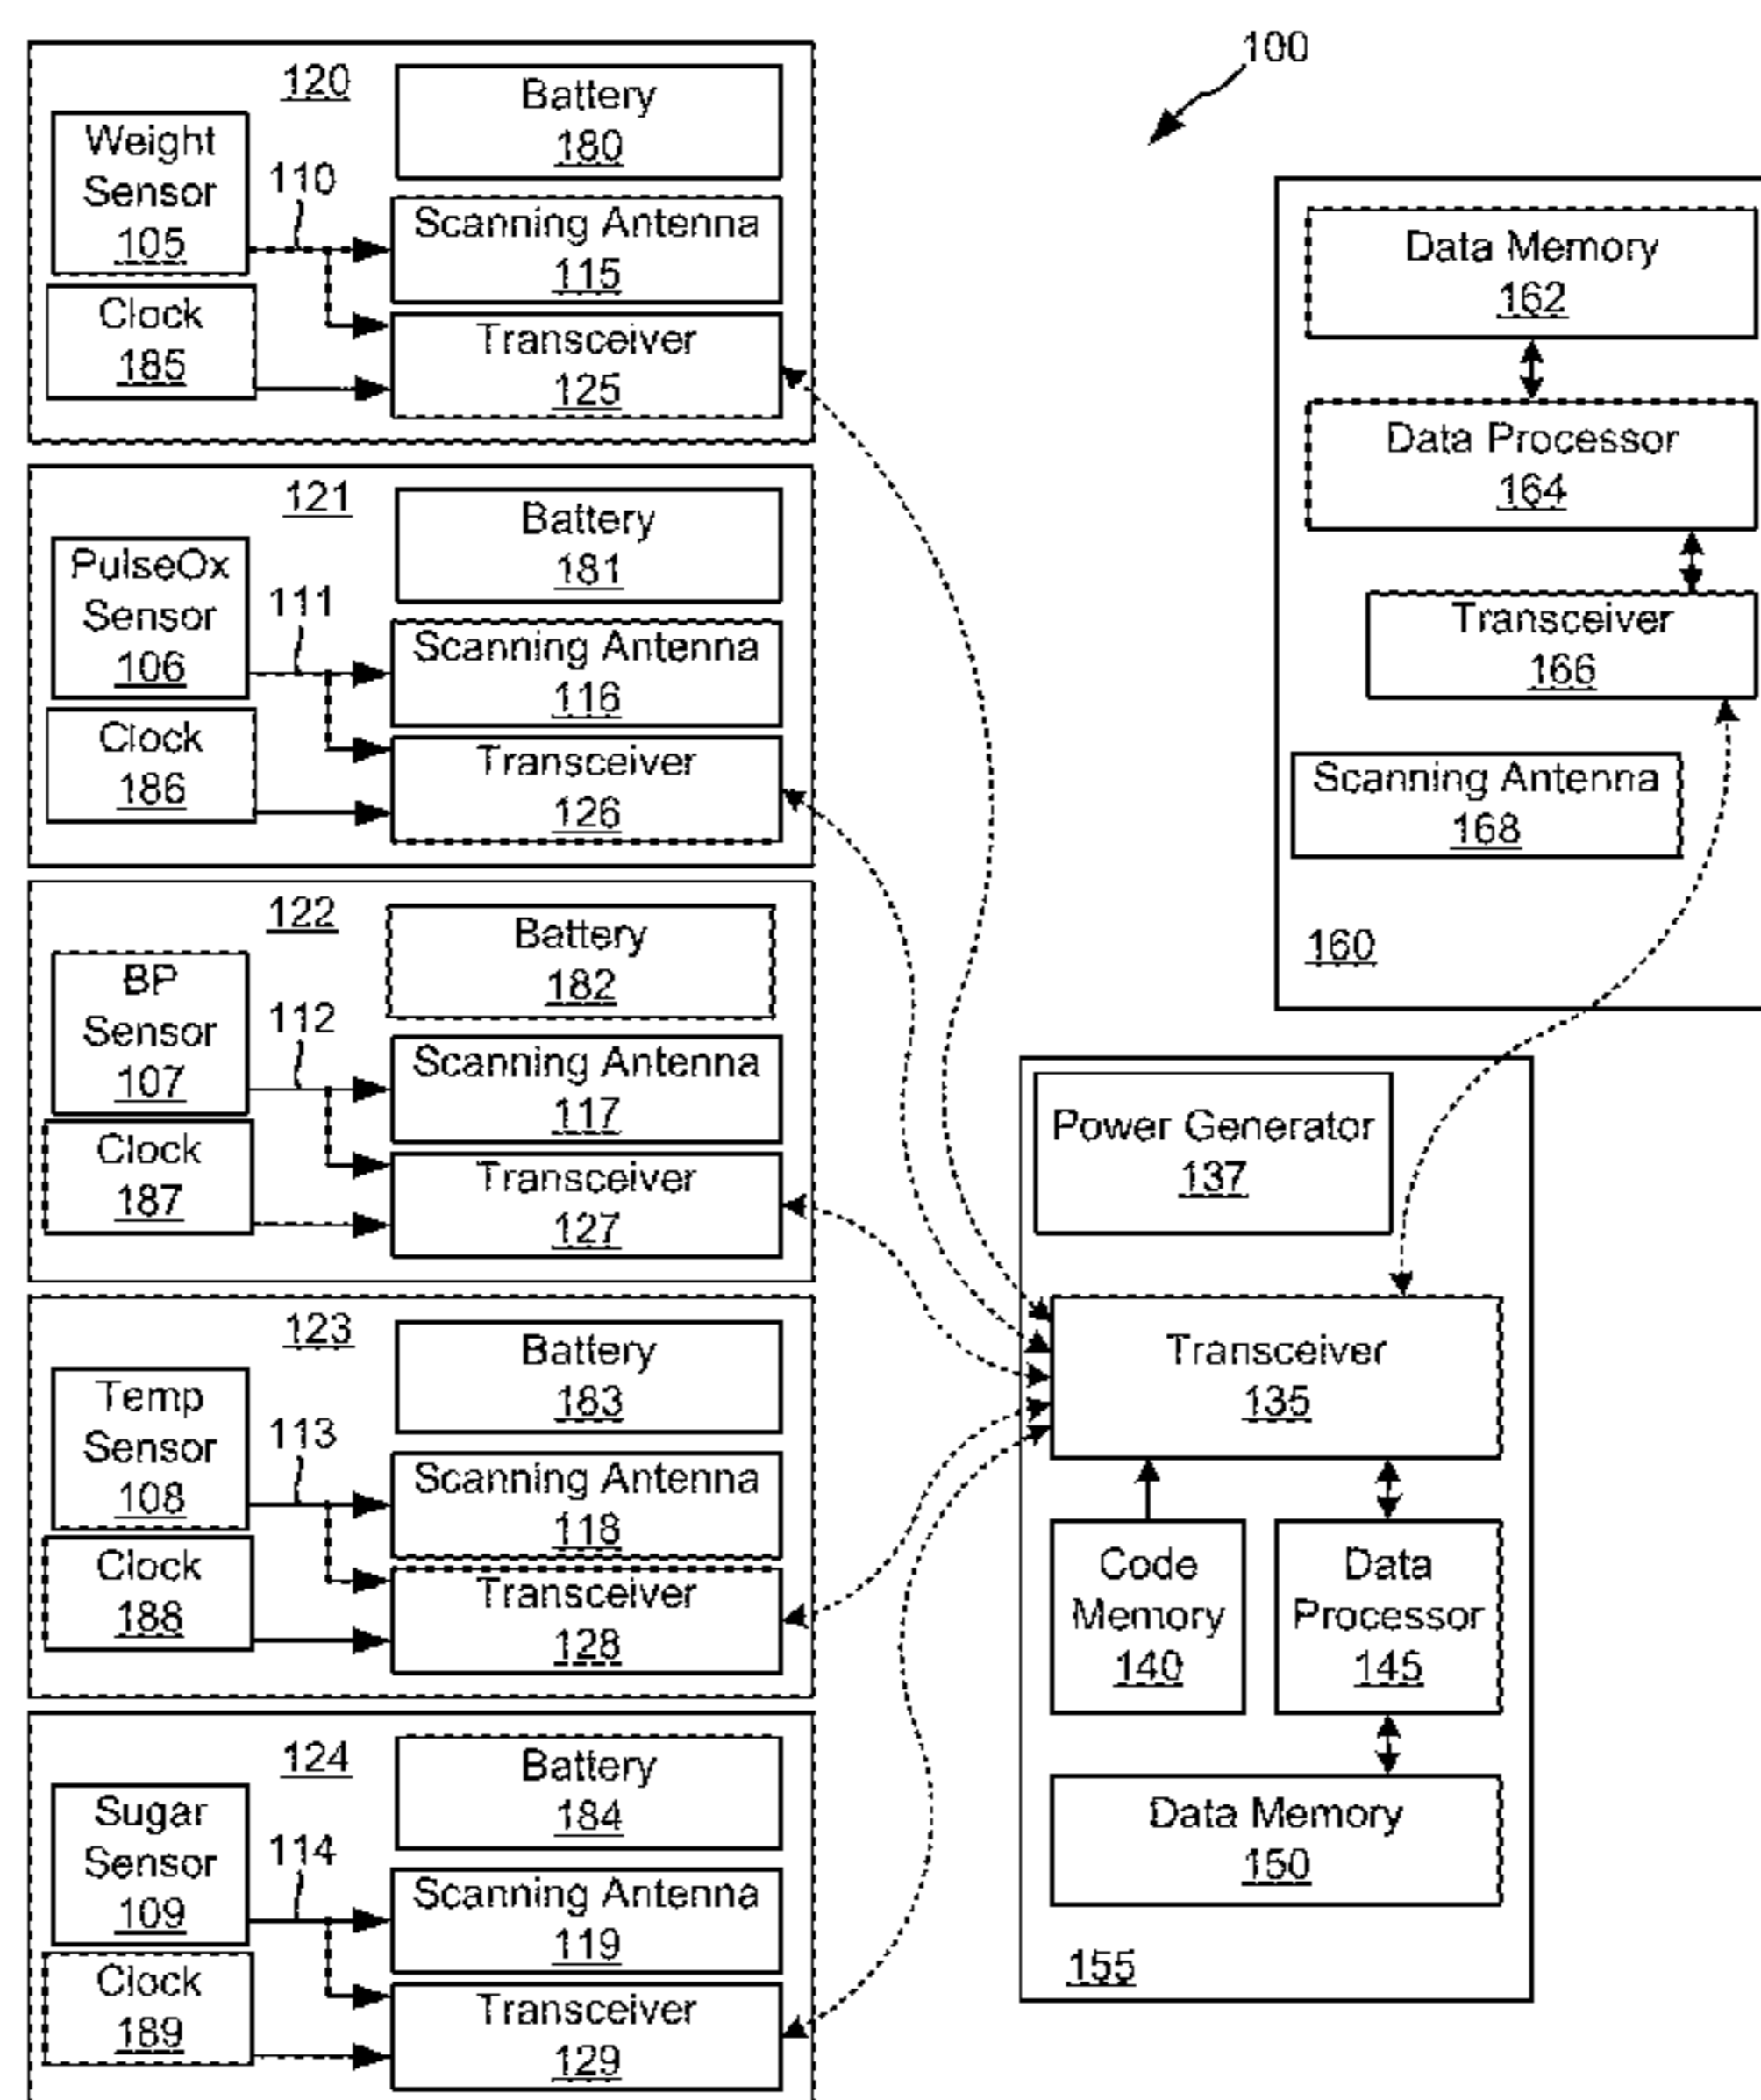 100
120
Battery
180
Weight
Sensor
105
110
Scanning Antenna
115
Clock
185
Transceiver
125
121
Battery
181
PulseOx
Sensor
106
111
Scanning Antenna
116
Clock
186
Transceiver
126
122
Battery
182
BP
Sensor
107
112
Scanning Antenna
117
Clock
187
Transceiver
127
123
Battery
183
Temp
Sensor
108
113
Scanning Antenna
118
Clock
188
Transceiver
128
124
Battery
184
Sugar
Sensor
109
114
Scanning Antenna
119
Clock
189
Transceiver
129
Data Memory
162
Data Processor
164
Transceiver
166
Scanning Antenna
168
160
Power Generator
137
Transceiver
135
Code
Memory
140
Data
Processor
145
Data Memory
150
155